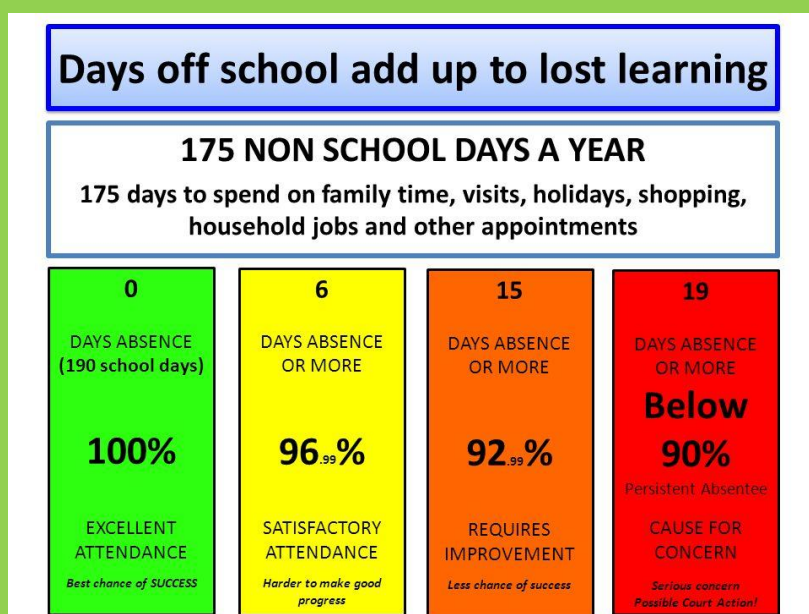 Days off school add up to lost learning
175 NON SCHOOL DAYS A YEAR
175 days to spend on family time, visits, holidays, shopping,
household jobs and other appointments
0
DAYS ABSENCE
(190 school days)
100%
EXCELLENT
ATTENDANCE
Best chance of SUCCESS
6
DAYS ABSENCE
OR MORE
96.99%
SATISFACTORY
ATTENDANCE
Harder to make good
progress
15
DAYS ABSENCE
OR MORE
92.99%
REQUIRES
IMPROVEMENT
Less chance of success
19
DAYS ABSENCE
OR MORE
Below
90%
Persistent Absentee
CAUSE FOR
CONCERN
Serious concern
Possible Court Action!